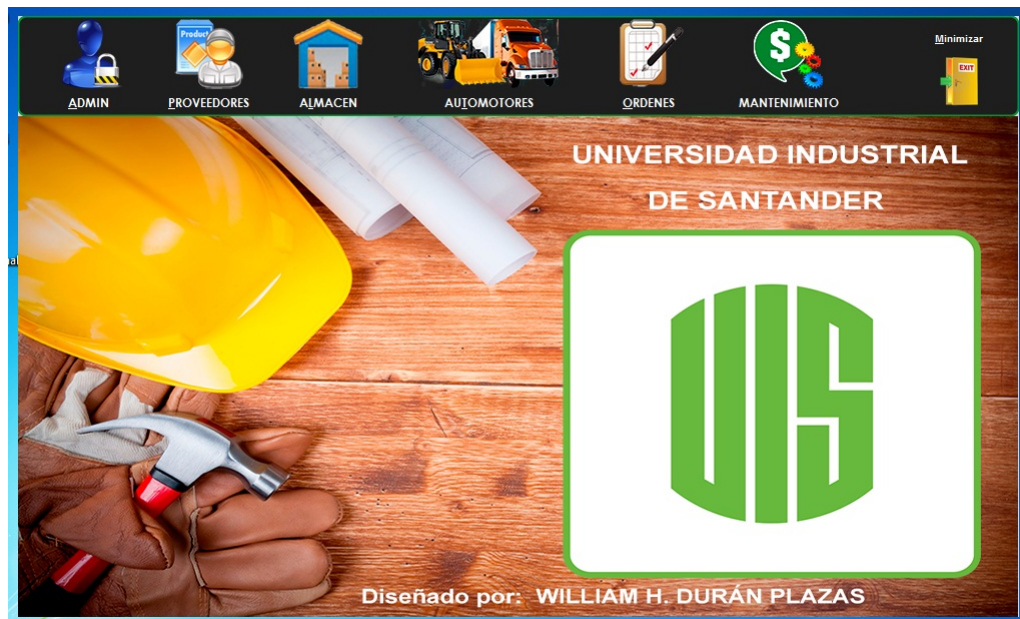 Product
EXIT
Minimizar
ADMIN
PROVEEDORES
ALMACEN
AUTOMOTORES
ORDENES
MANTENIMIENTO
UNIVERSIDAD INDUSTRIAL
DE SANTANDER
UIS
Diseñado por: WILLIAM H. DURÁN PLAZAS